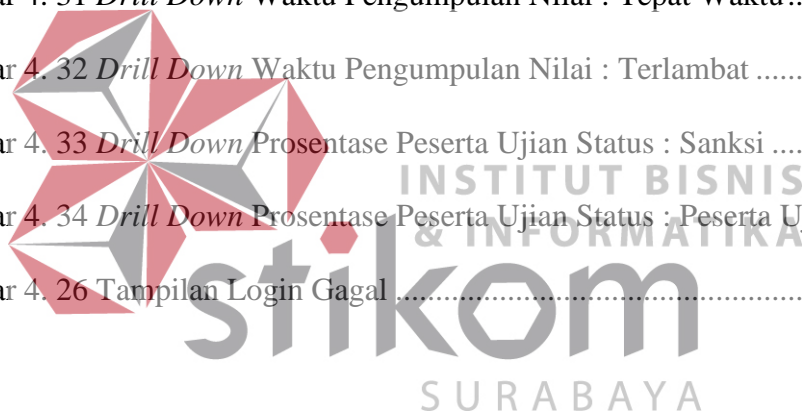 ar 4. 31 Drill Down Waktu Pengumpulan Nilai : Tepat Waktu..
ar 4. 32 Drill Down Waktu Pengumpulan Nilai : Terlambat ......
ar 4. 33 Drill Down Prosentase Peserta Ujian Status : Sanksi ....
INSTITUT BISNIS
ar 4. 34 Drill Down Prosentase Peserta Ujian Status : Peserta U
& INFORMATIKA
ar 4. 26 Tampilan Login Gagal ....................................................
stikom
SURABAYA